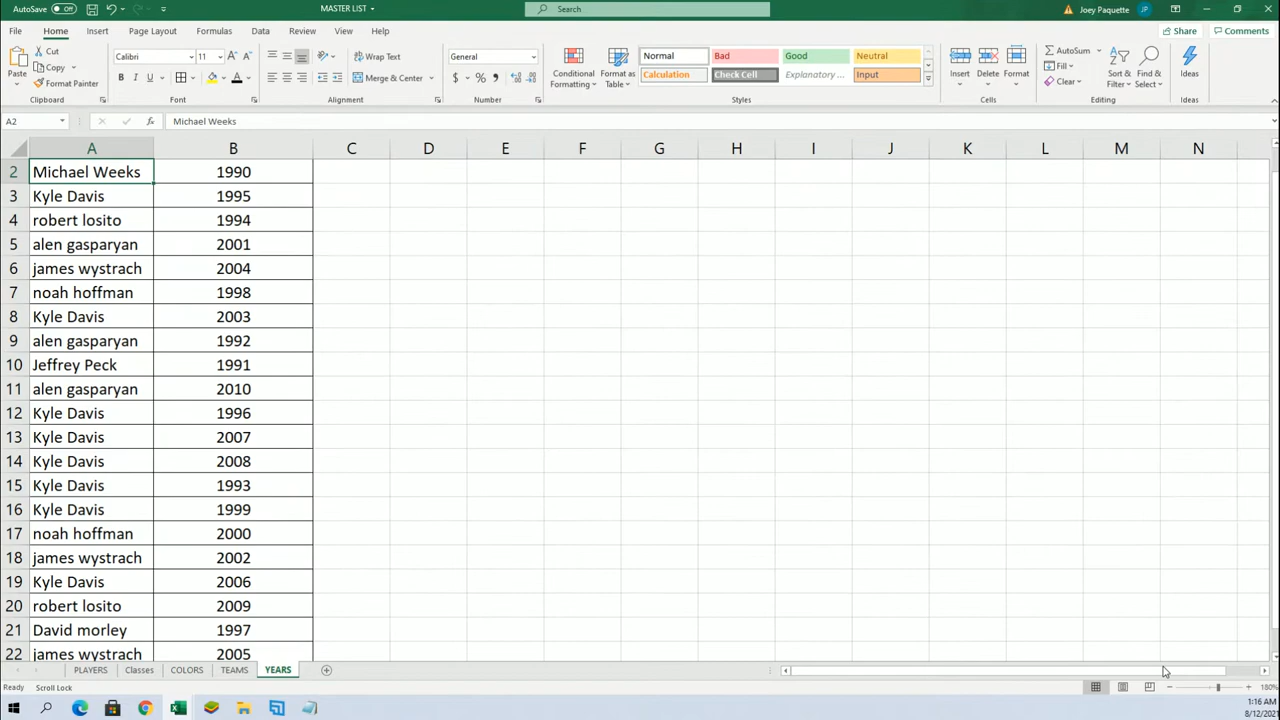 AutoSave Off MASTER LIST Search Joey Paquette JP
File Home Insert Page Layout Formulas Data Review View Help Share Comments
Paste Cut Copy Format Painter Clipboard
Calibri 11 B I U Font
Wrap Text Merge & Center Alignment
General $ % Number
Conditional Formatting Format as Table
Normal Bad Good Neutral
Calculation Check Cell Explanatory ... Input
Styles
Insert Delete Format Cells
AutoSum Fill Clear Sort & Filter Find & Select Editing
Ideas Ideas
A2 fx Michael Weeks
A B C D E F G H I J K L M N
2 Michael Weeks 1990
3 Kyle Davis 1995
4 robert losito 1994
5 alen gasparyan 2001
6 james wystrach 2004
7 noah hoffman 1998
8 Kyle Davis 2003
9 alen gasparyan 1992
10 Jeffrey Peck 1991
11 alen gasparyan 2010
12 Kyle Davis 1996
13 Kyle Davis 2007
14 Kyle Davis 2008
15 Kyle Davis 1993
16 Kyle Davis 1999
17 noah hoffman 2000
18 james wystrach 2002
19 Kyle Davis 2006
20 robert losito 2009
21 David morley 1997
22 james wystrach 2005
PLAYERS Classes COLORS TEAMS YEARS
Ready Scroll Lock 180%
1:16 AM